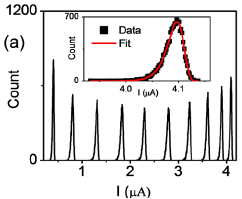 (a)
1200
Count
0
1
2
3
4
I (μA)
700
Count
0
4.0
4.1
I (μA)
Data
Fit